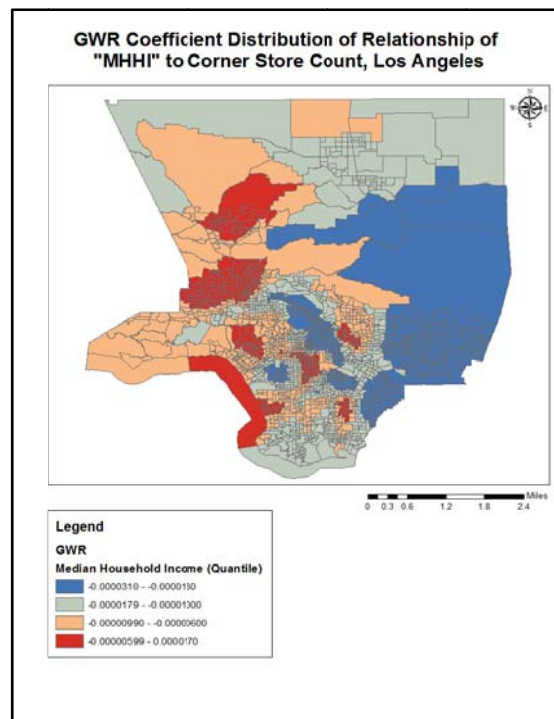 GWR Coefficient Distribution of Relationship of
"MHHI" to Corner Store Count, Los Angeles
N
W E
S
Miles
0 0.3 0.6 1.2 1.8 2.4
Legend
GWR
Median Household Income (Quantile)
-0.0000310 - -0.0000180
-0.0000179 - -0.0000100
-0.00000990 - -0.00000600
-0.00000599 - 0.0000170